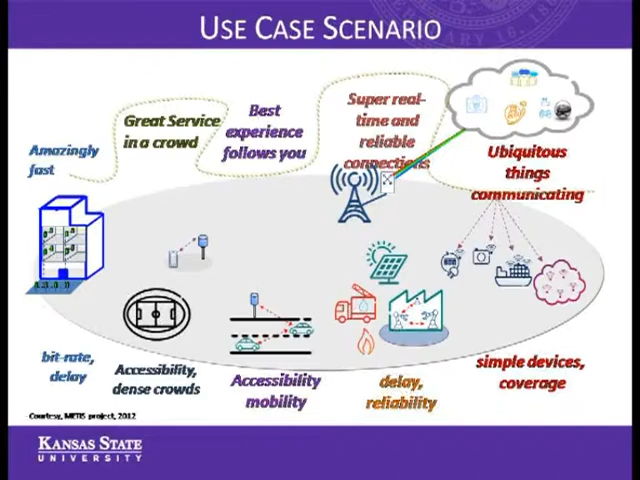 USE CASE SCENARIO
Amazingly
fast
Great Service
in a crowd
Best
experience
follows you
Super real-
time and
reliable
connections
Ubiquitous
things
communicating
bit-rate,
delay
Accessibility,
dense crowds
Accessibility
mobility
delay,
reliability
simple devices,
coverage
Courtesy, METIS project, 2012
KANSAS STATE
UNIVERSITY